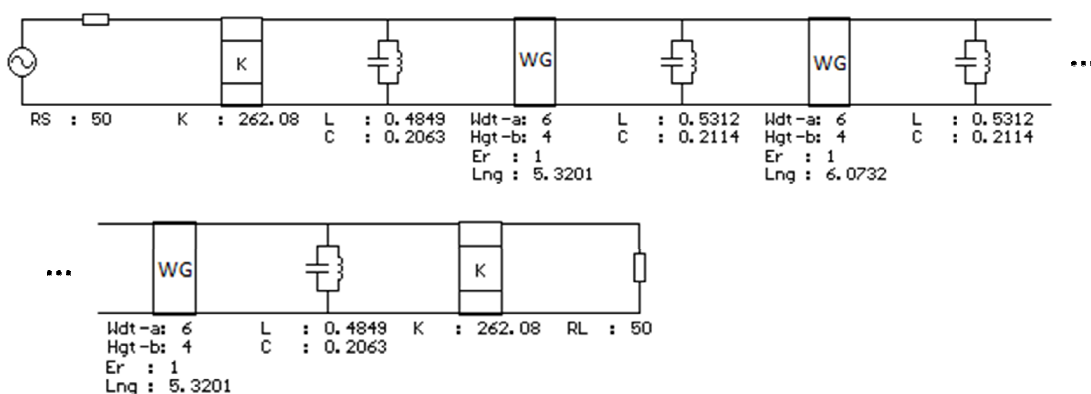 K
WG
WG
...
RS : 50 K : 262.08 L : 0.4849 Wdt-a: 6 L : 0.5312 Wdt-a: 6 L : 0.5312
C : 0.2063 Hgt-b: 4 C : 0.2114 Hgt-b: 4 C : 0.2114
Er : 1 Er : 1
Lng : 5.3201 Lng : 6.0732
...
WG
K
Wdt-a: 6 L : 0.4849 K : 262.08 RL : 50
Hgt-b: 4 C : 0.2063
Er : 1
Lng : 5.3201